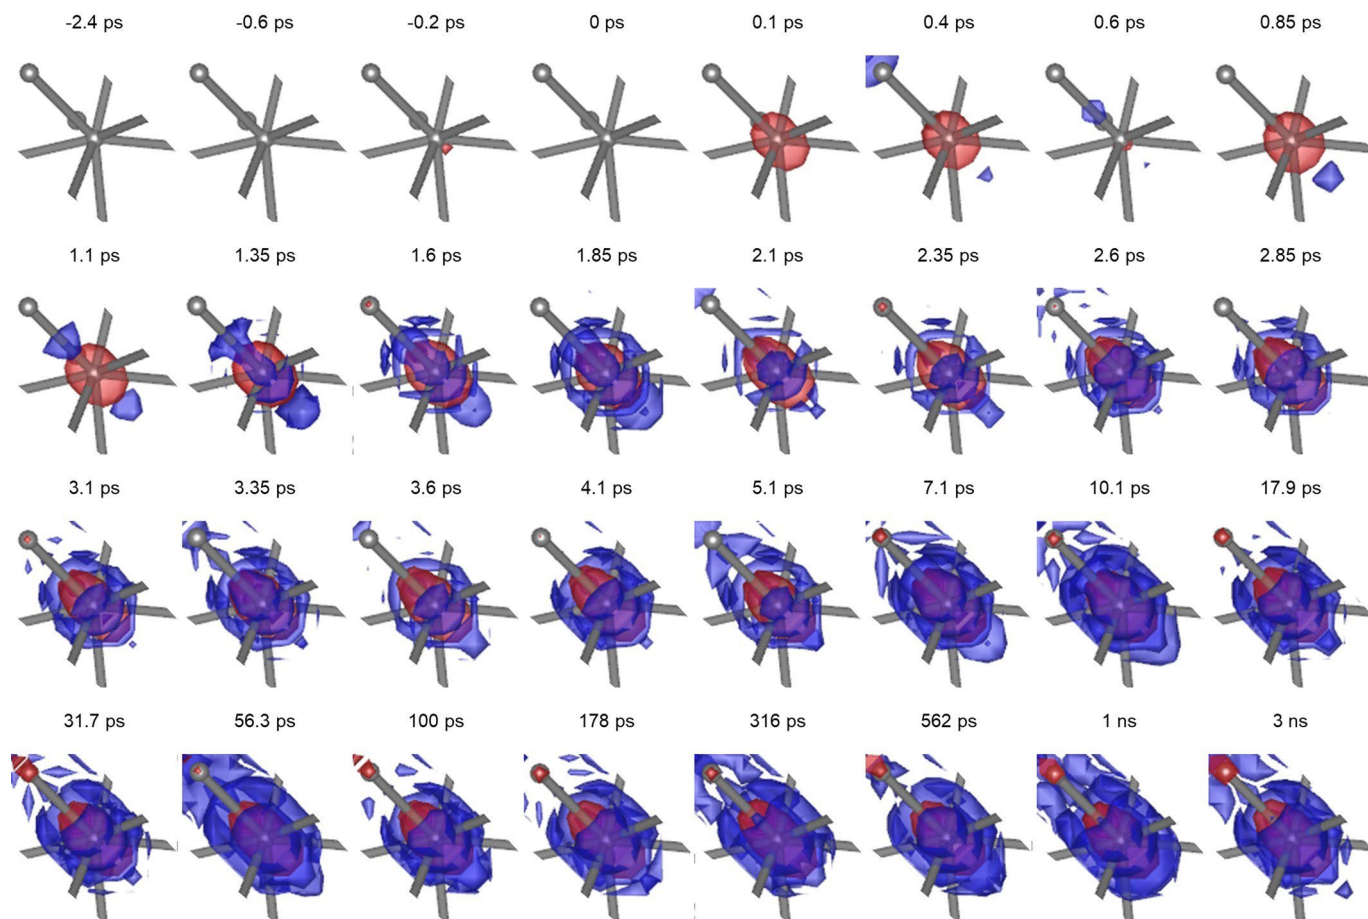 -2.4 ps -0.6 ps -0.2 ps 0 ps 0.1 ps 0.4 ps 0.6 ps 0.85 ps
1.1 ps 1.35 ps 1.6 ps 1.85 ps 2.1 ps 2.35 ps 2.6 ps 2.85 ps
3.1 ps 3.35 ps 3.6 ps 4.1 ps 5.1 ps 7.1 ps 10.1 ps 17.9 ps
31.7 ps 56.3 ps 100 ps 178 ps 316 ps 562 ps 1 ns 3 ns